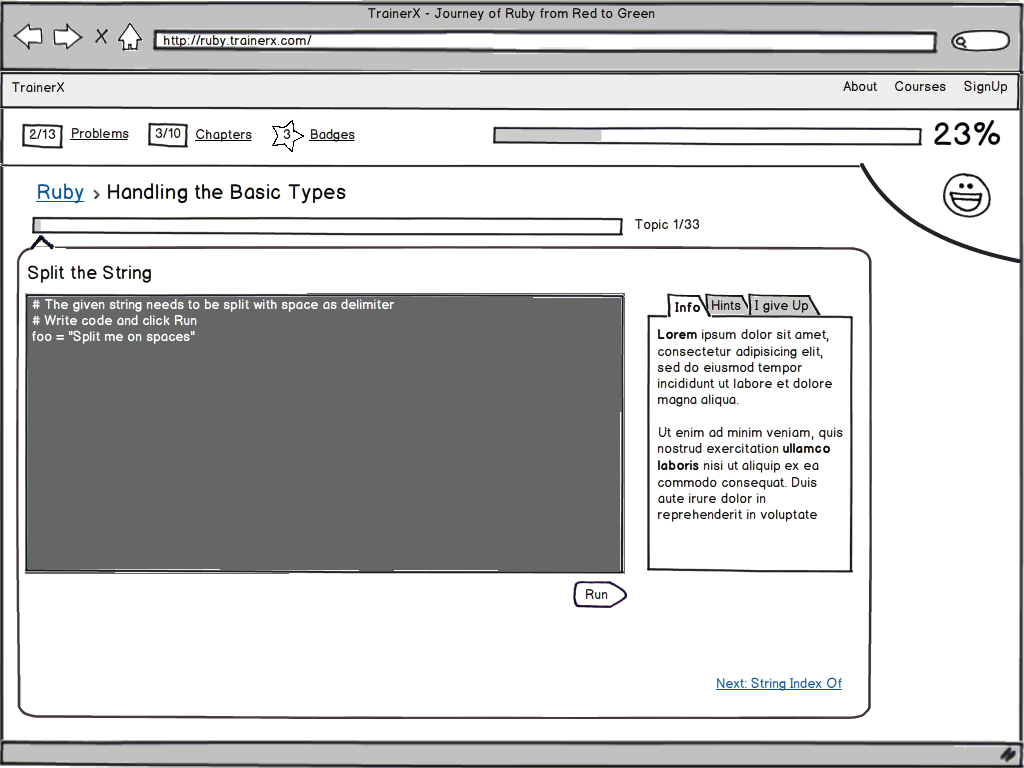 TrainerX - Journey of Ruby from Red to Green
http://ruby.trainerx.com/
TrainerX
About Courses SignUp
2/13 Problems 3/10 Chapters 3 Badges 23%
Ruby > Handling the Basic Types
Topic 1/33
Split the String
# The given string needs to be split with space as delimiter
# Write code and click Run
foo = "Split me on spaces"
Info Hints I give Up
Lorem ipsum dolor sit amet,
consectetur adipisicing elit,
sed do eiusmod tempor
incididunt ut labore et dolore
magna aliqua.
Ut enim ad minim veniam, quis
nostrud exercitation ullamco
laboris nisi ut aliquip ex ea
commodo consequat. Duis
aute irure dolor in
reprehenderit in voluptate
Run
Next: String Index Of